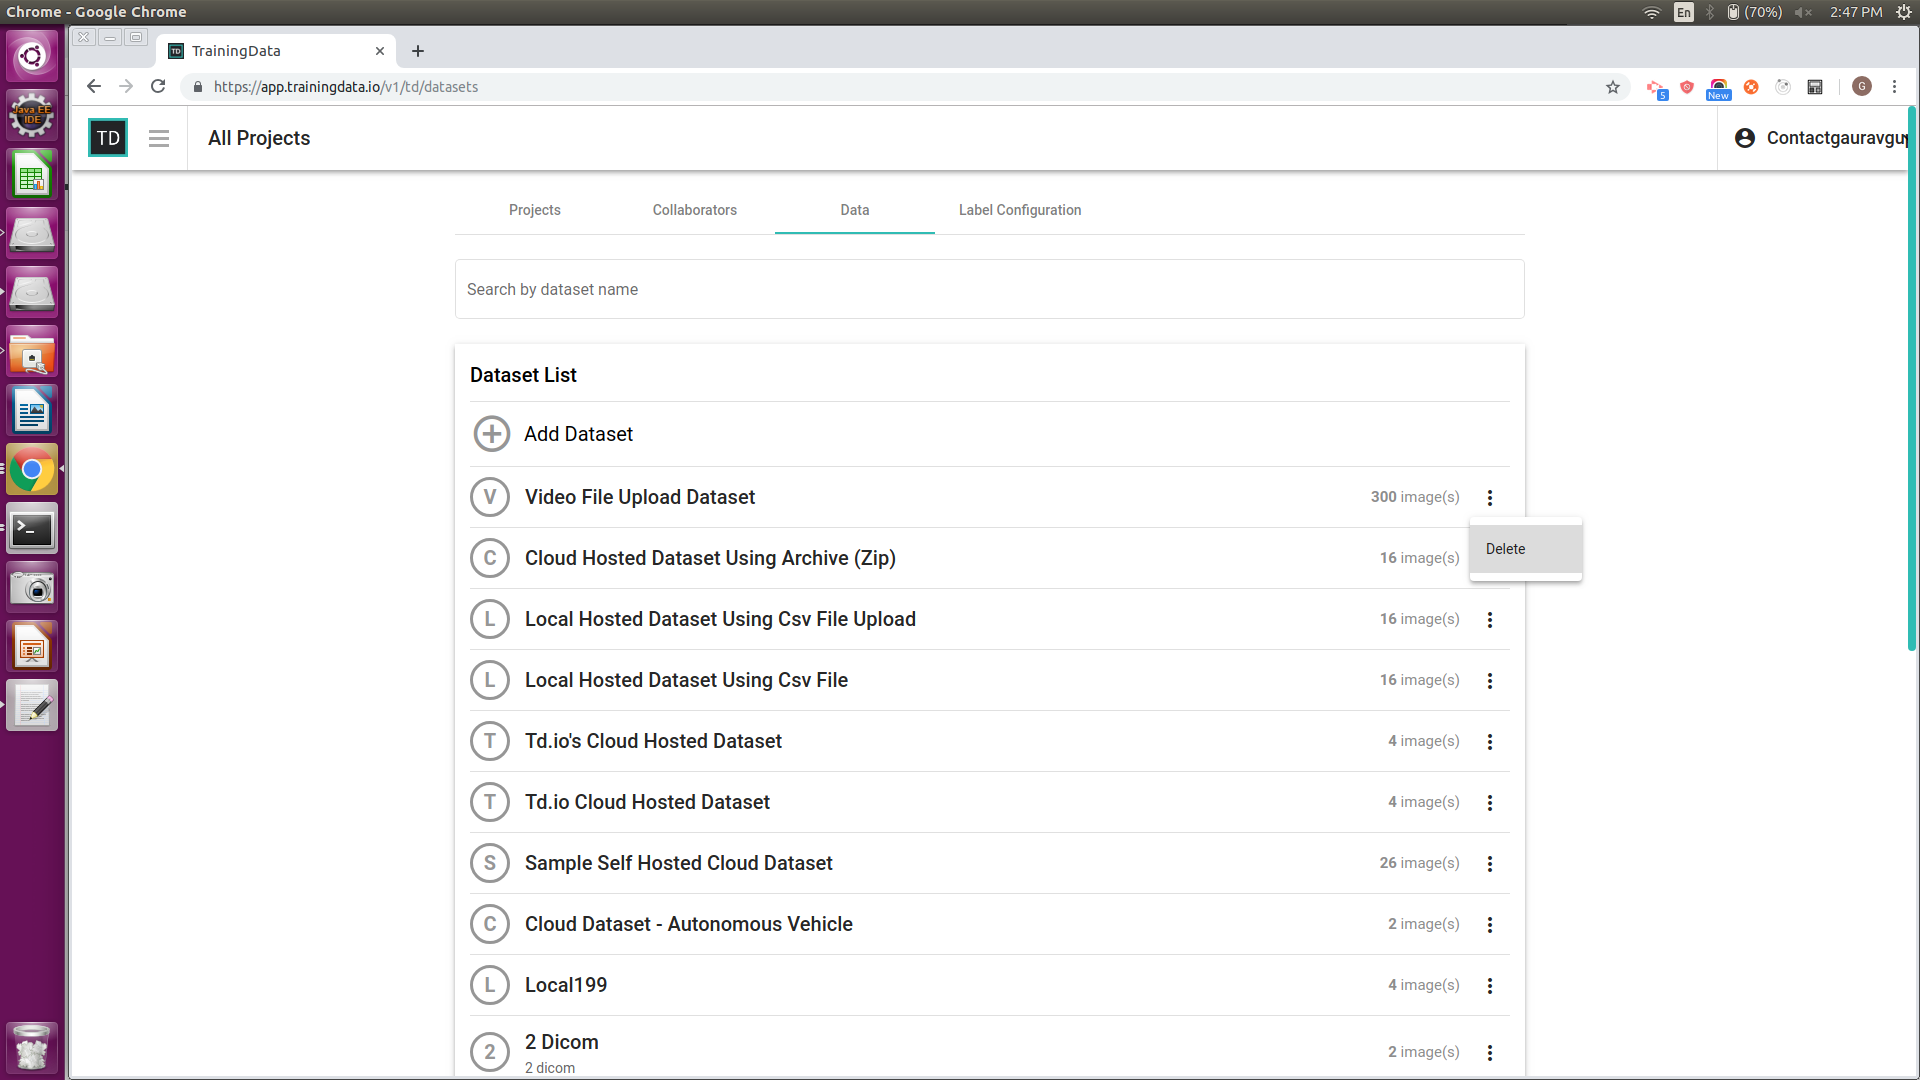 Chrome - Google Chrome
En
(70%)
2:47 PM
TD
TrainingData
https://app.trainingdata.io/v1/td/datasets
5
New
G
TD
All Projects
Contactgauravgu
Projects
Collaborators
Data
Label Configuration
Search by dataset name
Dataset List
Add Dataset
V
Video File Upload Dataset
300 image(s)
Delete
C
Cloud Hosted Dataset Using Archive (Zip)
16 image(s)
L
Local Hosted Dataset Using Csv File Upload
16 image(s)
L
Local Hosted Dataset Using Csv File
16 image(s)
T
Td.io's Cloud Hosted Dataset
4 image(s)
T
Td.io Cloud Hosted Dataset
4 image(s)
S
Sample Self Hosted Cloud Dataset
26 image(s)
C
Cloud Dataset - Autonomous Vehicle
2 image(s)
L
Local199
4 image(s)
2
2 Dicom
2 dicom
2 image(s)
Java EE
IDE